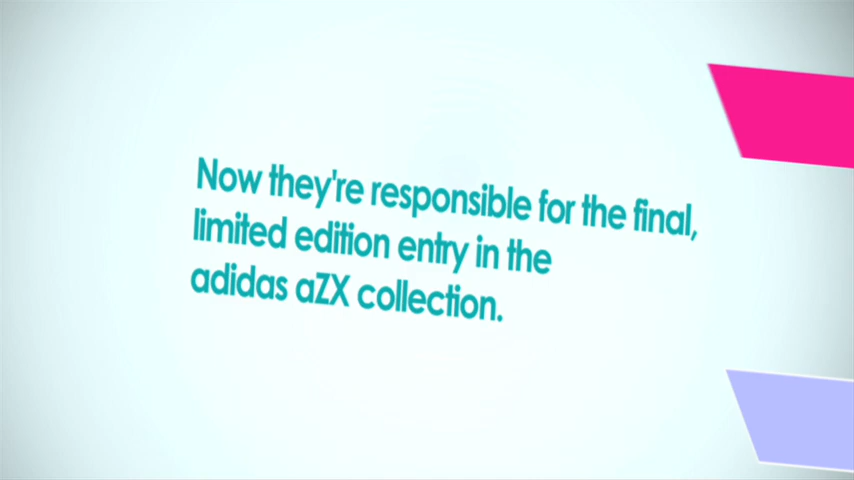 Now they're responsible for the final,
limited edition entry in the
adidas aZX collection.